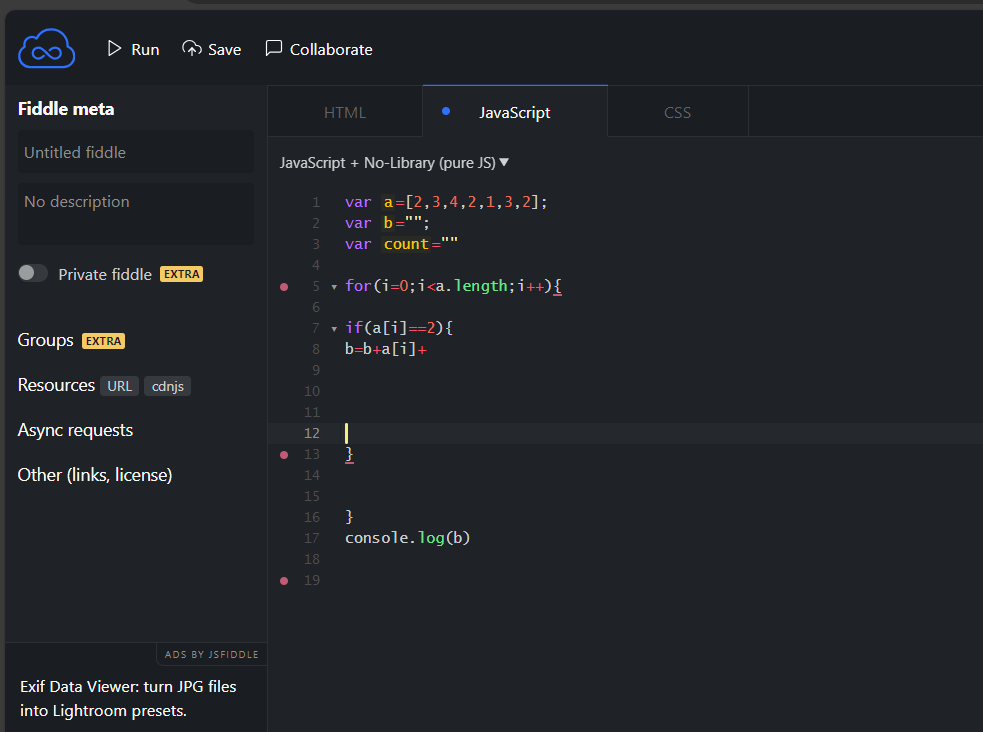 Run Save Collaborate
Fiddle meta
Untitled fiddle
No description
Private fiddle EXTRA
Groups EXTRA
Resources URL cdnjs
Async requests
Other (links, license)
ADS BY JSFIDDLE
Exif Data Viewer: turn JPG files
into Lightroom presets.
HTML JavaScript CSS
JavaScript + No-Library (pure JS) ▼
1 var a=[2,3,4,2,1,3,2];
2 var b="";
3 var count=""
4
5 for(i=0;i<a.length;i++){
6
7 if(a[i]==2){
8 b=b+a[i]+
9
10
11
12
13 }
14
15
16 }
17 console.log(b)
18
19